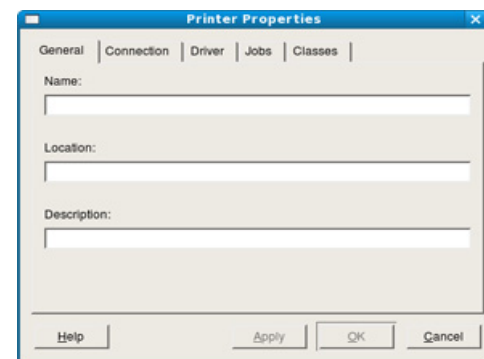 Printer Properties
General Connection Driver Jobs Classes
Name:
Location:
Description:
Help Apply OK Cancel